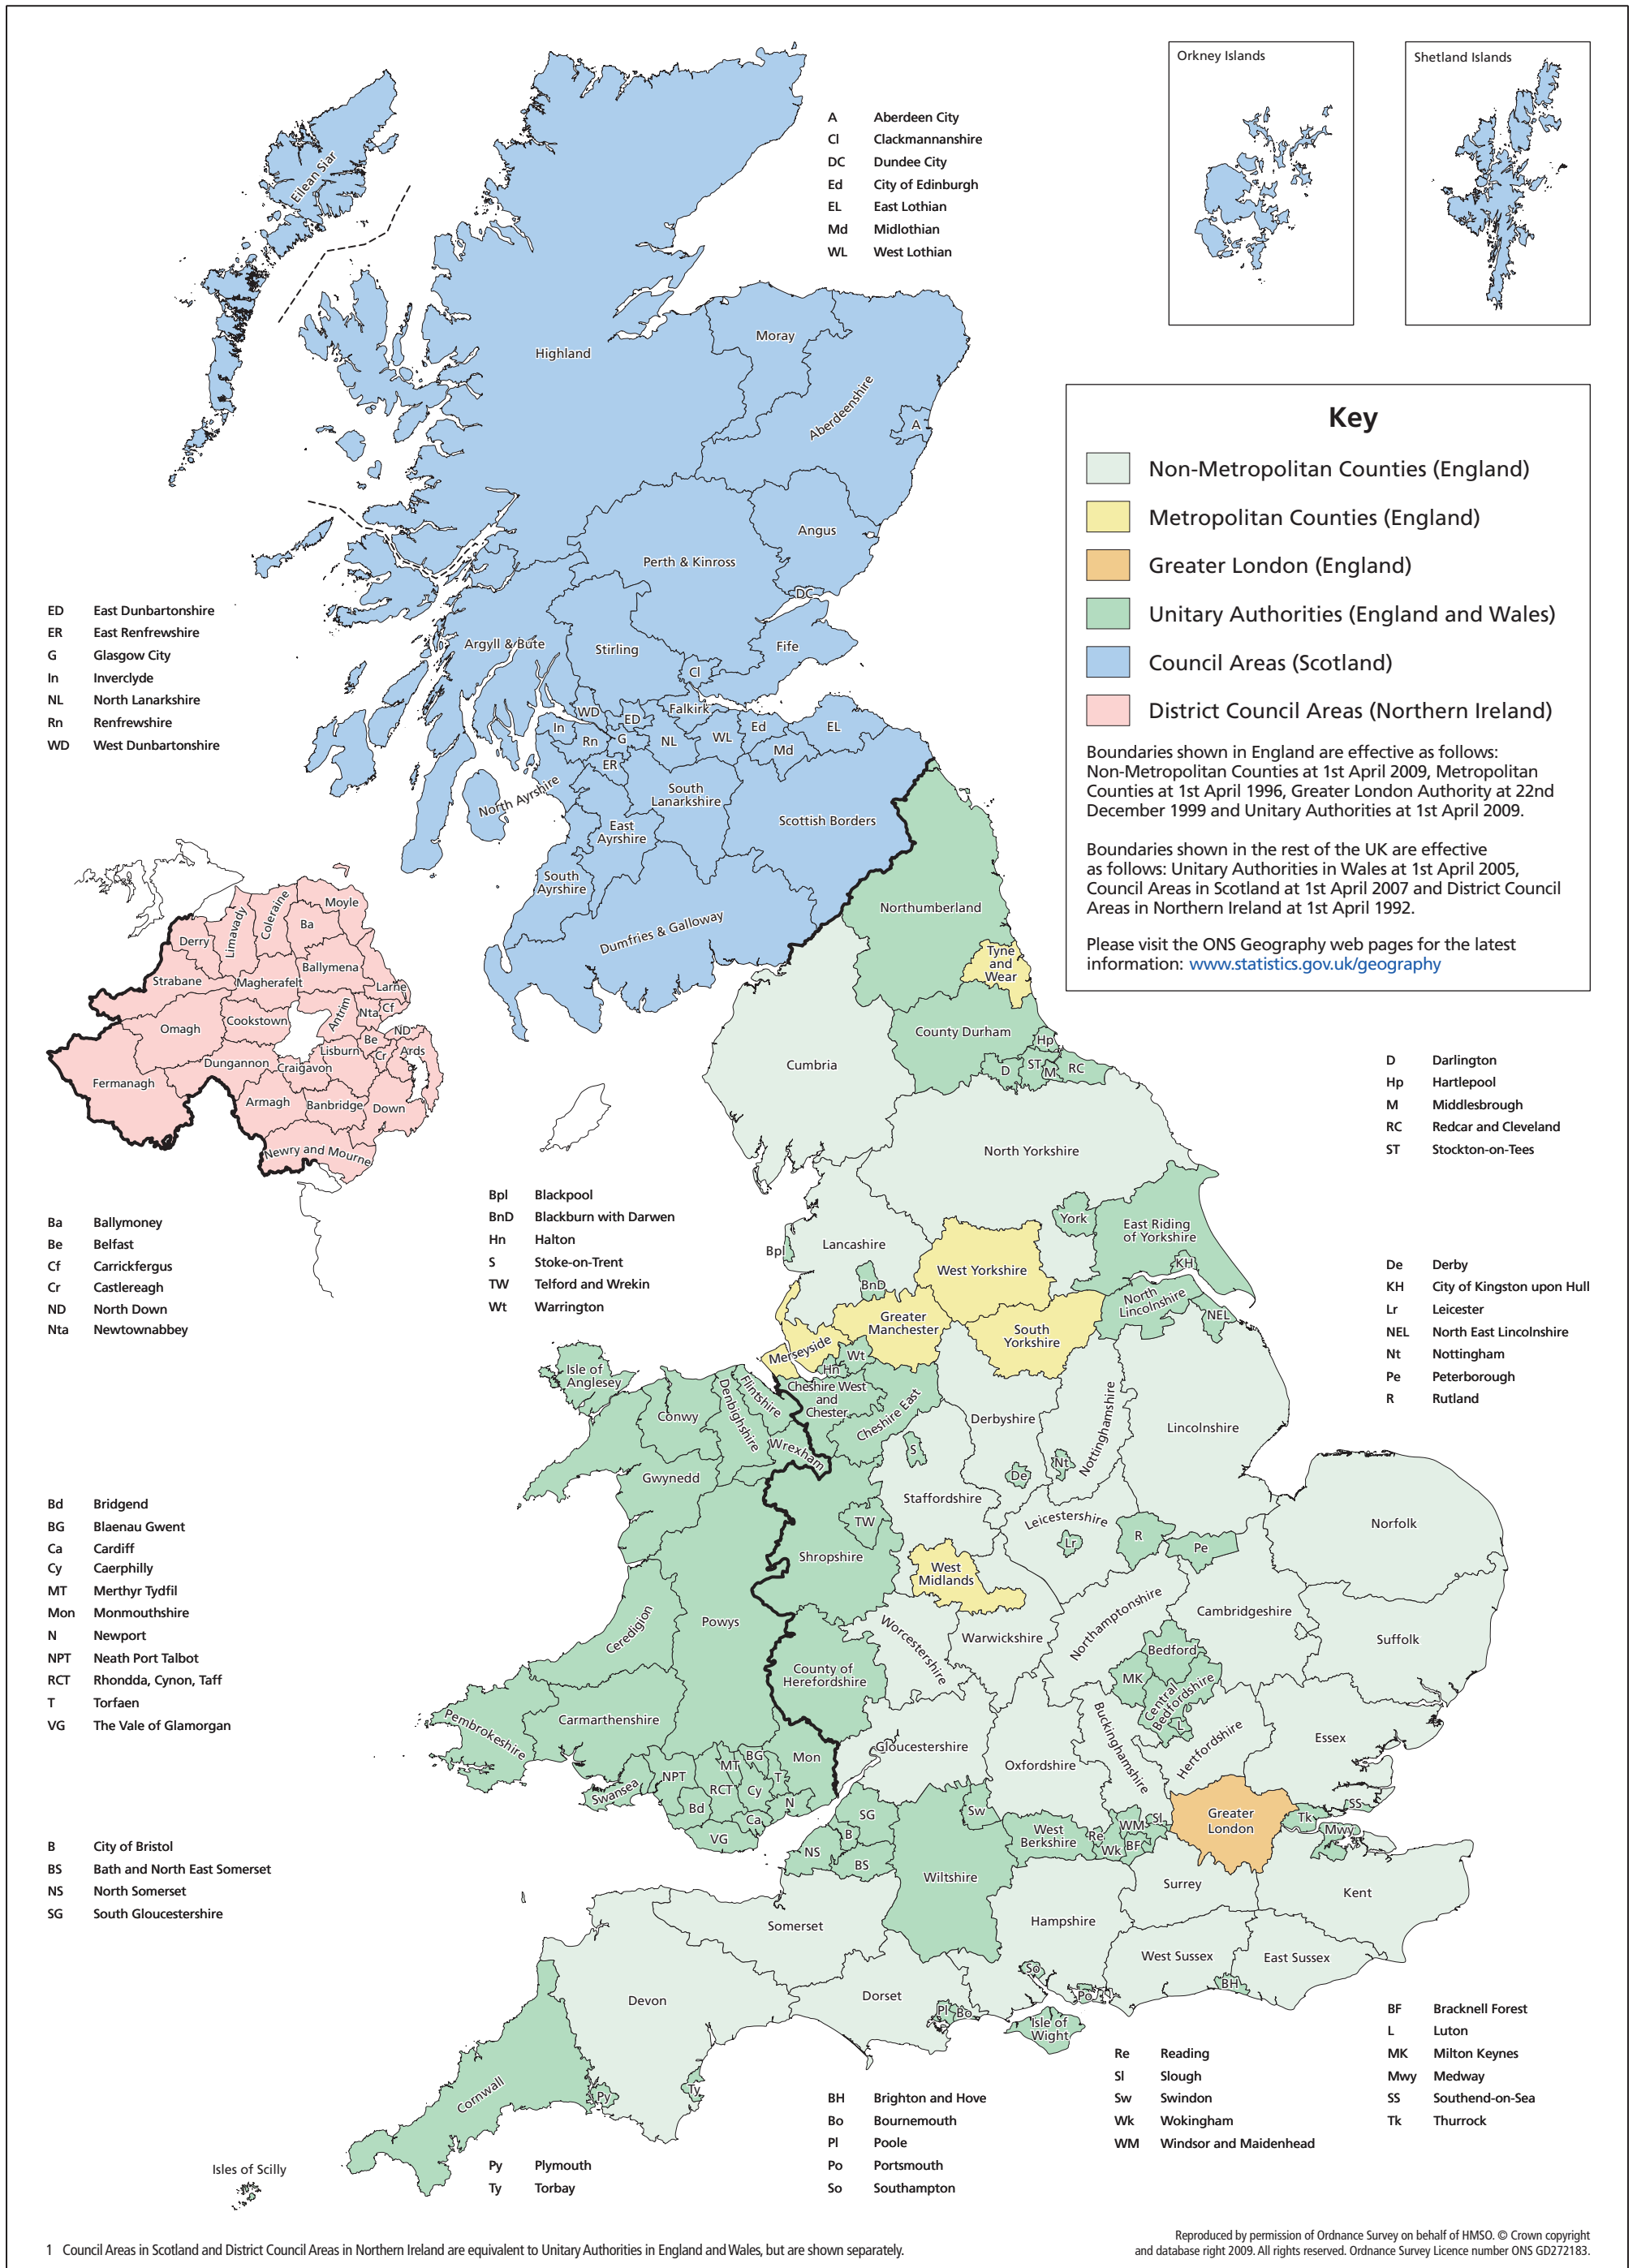 Orkney Islands
Shetland Islands
A Aberdeen City
Cl Clackmannanshire
DC Dundee City
Ed City of Edinburgh
EL East Lothian
Md Midlothian
WL West Lothian
Eilean Siar
Highland
Moray
Aberdeenshire
A
Angus
Perth & Kinross
DC
Argyll & Bute
Stirling
Fife
Cl
WD
ED
Falkirk
In
Rn
G
NL
WL
Ed
EL
Md
ER
North Ayrshire
South
Lanarkshire
East
Ayrshire
Scottish Borders
South
Ayrshire
Dumfries & Galloway
Key
Non-Metropolitan Counties (England)
Metropolitan Counties (England)
Greater London (England)
Unitary Authorities (England and Wales)
Council Areas (Scotland)
District Council Areas (Northern Ireland)
Boundaries shown in England are effective as follows:
Non-Metropolitan Counties at 1st April 2009, Metropolitan
Counties at 1st April 1996, Greater London Authority at 22nd
December 1999 and Unitary Authorities at 1st April 2009.
Boundaries shown in the rest of the UK are effective
as follows: Unitary Authorities in Wales at 1st April 2005,
Council Areas in Scotland at 1st April 2007 and District Council
Areas in Northern Ireland at 1st April 1992.
Please visit the ONS Geography web pages for the latest
information: www.statistics.gov.uk/geography
ED East Dunbartonshire
ER East Renfrewshire
G Glasgow City
In Inverclyde
NL North Lanarkshire
Rn Renfrewshire
WD West Dunbartonshire
Derry
Limavady
Coleraine
Moyle
Ba
Strabane
Magherafelt
Ballymena
Larne
Omagh
Cookstown
Antrim
Nta
Cf
ND
Be
Fermanagh
Dungannon
Lisburn
Cr
Ards
Craigavon
Armagh
Banbridge
Down
Newry and Mourne
Ba Ballymoney
Be Belfast
Cf Carrickfergus
Cr Castlereagh
ND North Down
Nta Newtownabbey
Northumberland
Tyne
and
Wear
County Durham
Hp
Cumbria
D
ST
M
RC
North Yorkshire
D Darlington
Hp Hartlepool
M Middlesbrough
RC Redcar and Cleveland
ST Stockton-on-Tees
Bpl Blackpool
BnD Blackburn with Darwen
Hn Halton
S Stoke-on-Trent
TW Telford and Wrekin
Wt Warrington
York
East Riding
of Yorkshire
Bpl
Lancashire
West Yorkshire
KH
BnD
North
Lincolnshire
NEL
Greater
Manchester
South
Yorkshire
Merseyside
Wt
Hn
De Derby
KH City of Kingston upon Hull
Lr Leicester
NEL North East Lincolnshire
Nt Nottingham
Pe Peterborough
R Rutland
Isle of
Anglesey
Conwy
Denbighshire
Flintshire
Wrexham
Gwynedd
Cheshire West
and
Chester
Cheshire East
Derbyshire
Nottinghamshire
Lincolnshire
S
De
Nt
Staffordshire
TW
Shropshire
Leicestershire
Lr
R
Pe
Norfolk
West
Midlands
Bd Bridgend
BG Blaenau Gwent
Ca Cardiff
Cy Caerphilly
MT Merthyr Tydfil
Mon Monmouthshire
N Newport
NPT Neath Port Talbot
RCT Rhondda, Cynon, Taff
T Torfaen
VG The Vale of Glamorgan
Ceredigion
Powys
Worcestershire
Warwickshire
Northamptonshire
Cambridgeshire
Suffolk
County of
Herefordshire
Bedford
MK
Central
Bedfordshire
L
Pembrokeshire
Carmarthenshire
Gloucestershire
Oxfordshire
Buckinghamshire
Hertfordshire
Essex
Swansea
NPT
MT
BG
Mon
RCT
Cy
T
N
Bd
Ca
VG
SG
Sw
B
NS
BS
West
Berkshire
Re
WM
Sl
Wk
BF
Greater
London
Tk
SS
Mwy
B City of Bristol
BS Bath and North East Somerset
NS North Somerset
SG South Gloucestershire
Wiltshire
Surrey
Kent
Somerset
Hampshire
West Sussex
East Sussex
So
Po
BH
Devon
Dorset
Pl
Bo
Isle of
Wight
Cornwall
Py
Ty
Isles of Scilly
Py Plymouth
Ty Torbay
BH Brighton and Hove
Bo Bournemouth
Pl Poole
Po Portsmouth
So Southampton
Re Reading
Sl Slough
Sw Swindon
Wk Wokingham
WM Windsor and Maidenhead
BF Bracknell Forest
L Luton
MK Milton Keynes
Mwy Medway
SS Southend-on-Sea
Tk Thurrock
1 Council Areas in Scotland and District Council Areas in Northern Ireland are equivalent to Unitary Authorities in England and Wales, but are shown separately.
Reproduced by permission of Ordnance Survey on behalf of HMSO. © Crown copyright
and database right 2009. All rights reserved. Ordnance Survey Licence number ONS GD272183.